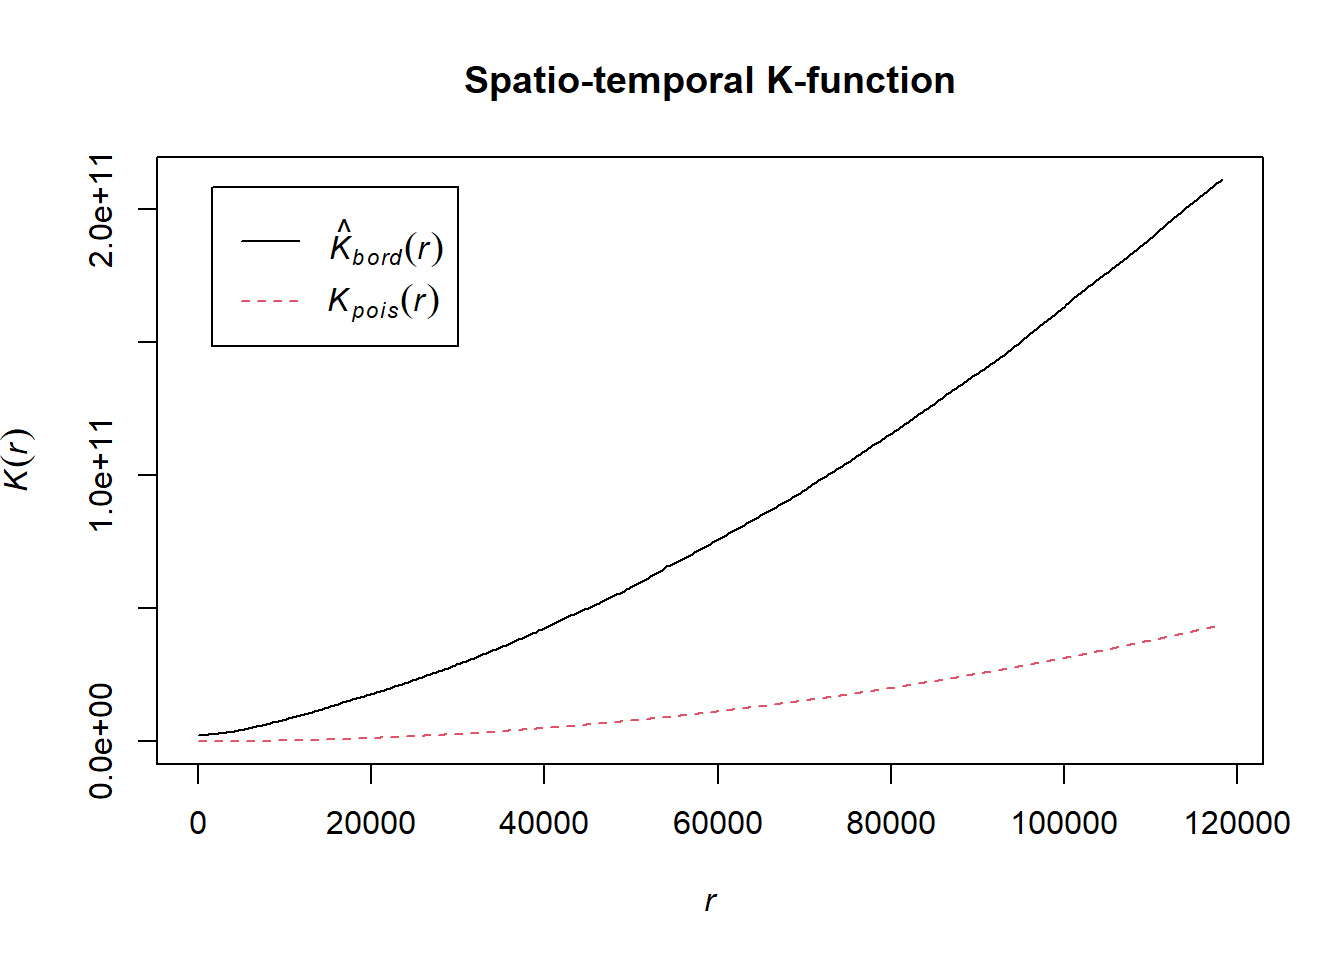 Spatio-temporal K-function
K̂bord(r)
Kpois(r)
K(r)
2.0e+11
1.0e+11
0.0e+00
0 20000 40000 60000 80000 100000 120000
r